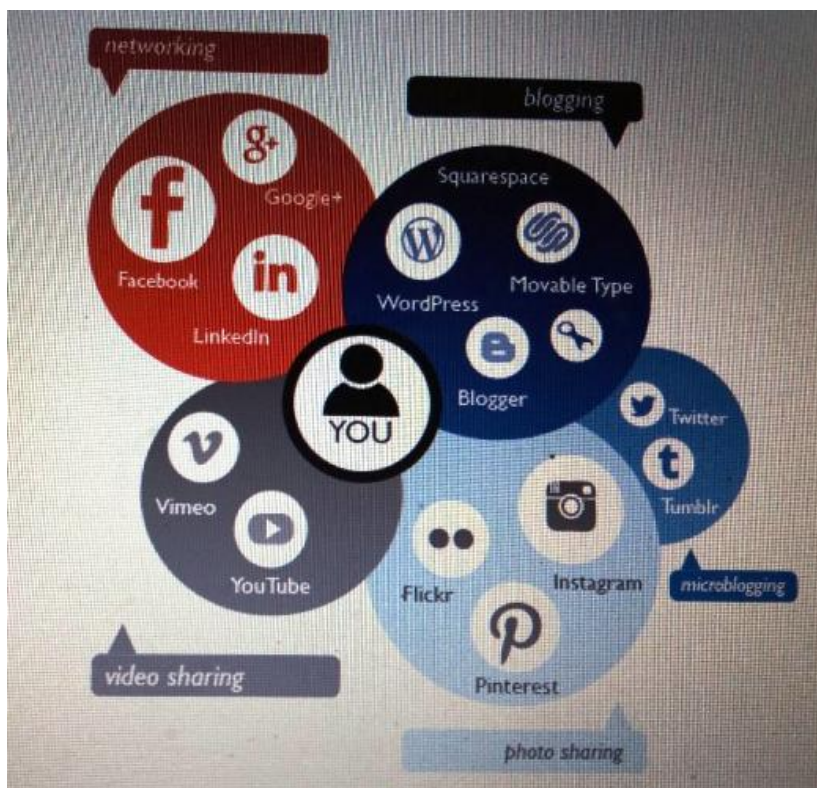 networking
blogging
g+
Google+
f
Facebook
in
LinkedIn
Squarespace
W
WordPress
Movable Type
B
Blogger
YOU
Twitter
t
Tumblr
microblogging
v
Vimeo
YouTube
Flickr
Instagram
P
Pinterest
video sharing
photo sharing